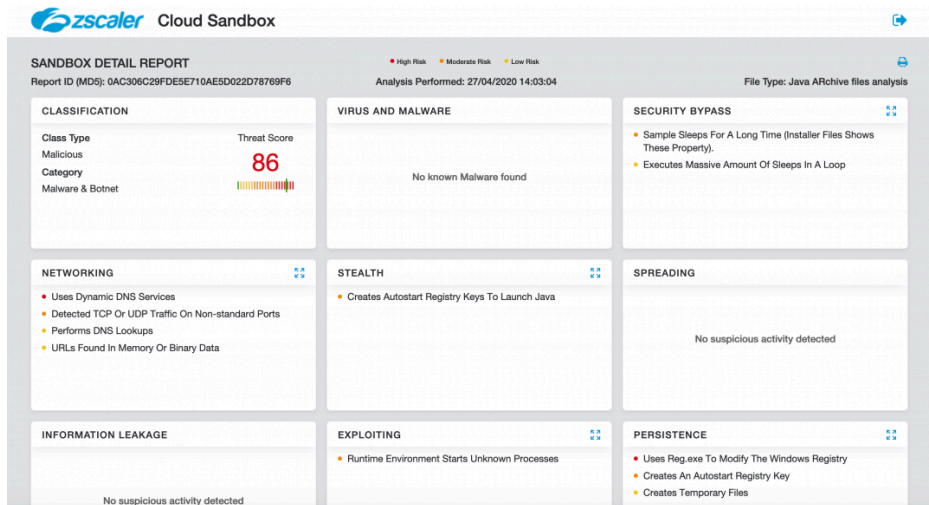 zscaler Cloud Sandbox
SANDBOX DETAIL REPORT
Report ID (MD5): 0AC306C29FDE5E710AE5D022D78769F6
High Risk Moderate Risk Low Risk
Analysis Performed: 27/04/2020 14:03:04
File Type: Java ARchive files analysis
CLASSIFICATION
Class Type
Malicious
Category
Malware & Botnet
Threat Score
86
VIRUS AND MALWARE
No known Malware found
SECURITY BYPASS
Sample Sleeps For A Long Time (Installer Files Shows
These Property).
Executes Massive Amount Of Sleeps In A Loop
NETWORKING
Uses Dynamic DNS Services
Detected TCP Or UDP Traffic On Non-standard Ports
Performs DNS Lookups
URLs Found In Memory Or Binary Data
STEALTH
Creates Autostart Registry Keys To Launch Java
SPREADING
No suspicious activity detected
INFORMATION LEAKAGE
No suspicious activity detected
EXPLOITING
Runtime Environment Starts Unknown Processes
PERSISTENCE
Uses Reg.exe To Modify The Windows Registry
Creates An Autostart Registry Key
Creates Temporary Files